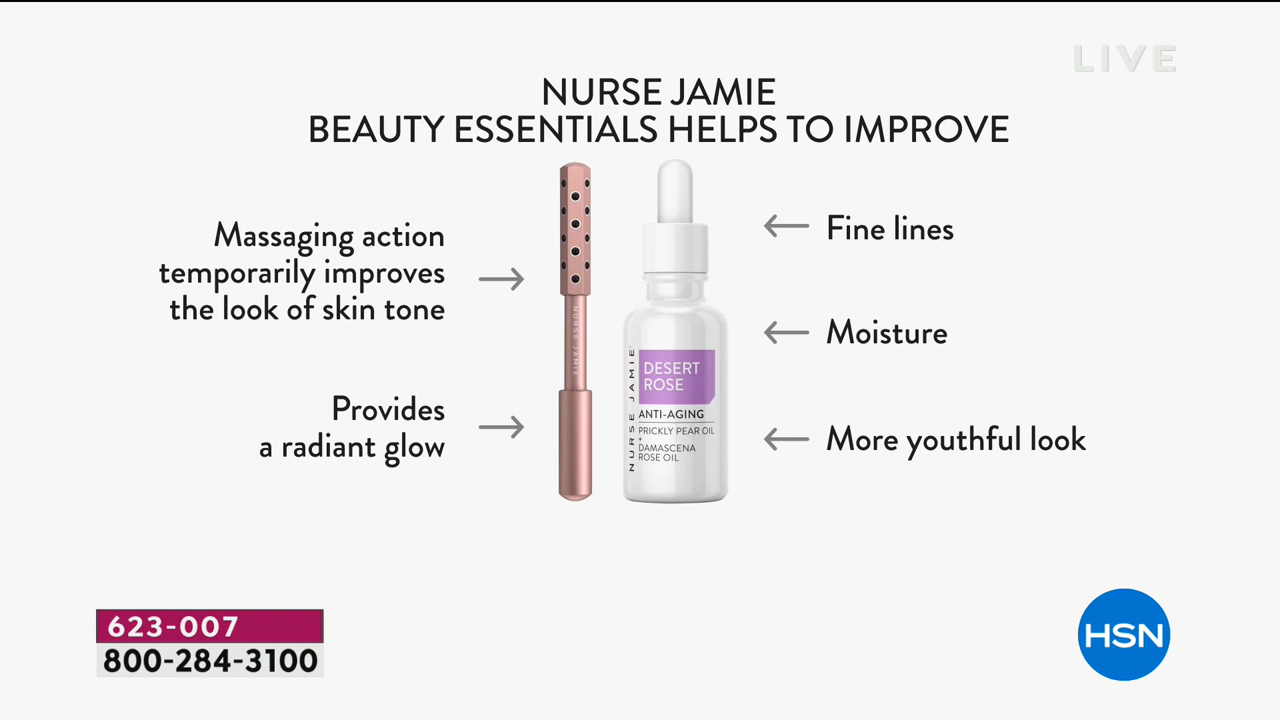 LIVE
NURSE JAMIE
BEAUTY ESSENTIALS HELPS TO IMPROVE
Massaging action
temporarily improves
the look of skin tone
Provides
a radiant glow
NURSE JAMIE
NURSE JAMIE
DESERT
ROSE
ANTI-AGING
PRICKLY PEAR OIL
+
DAMASCENA
ROSE OIL
Fine lines
Moisture
More youthful look
623-007
800-284-3100
HSN